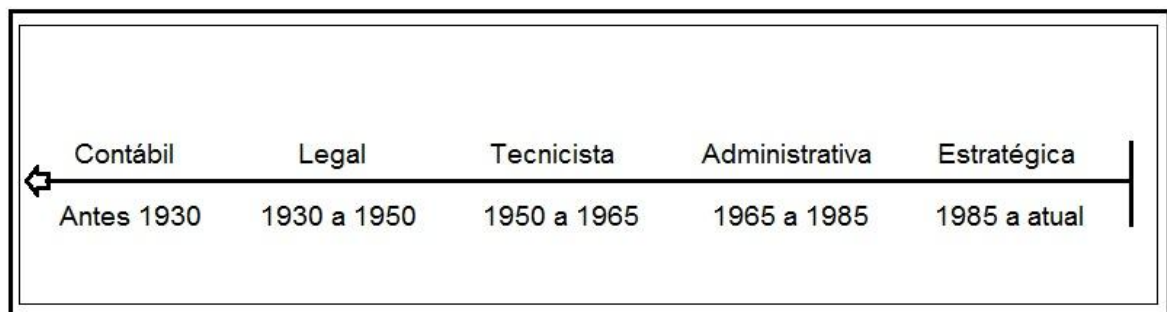 Contábil Legal Tecnicista Administrativa Estratégica
Antes 1930 1930 a 1950 1950 a 1965 1965 a 1985 1985 a atual